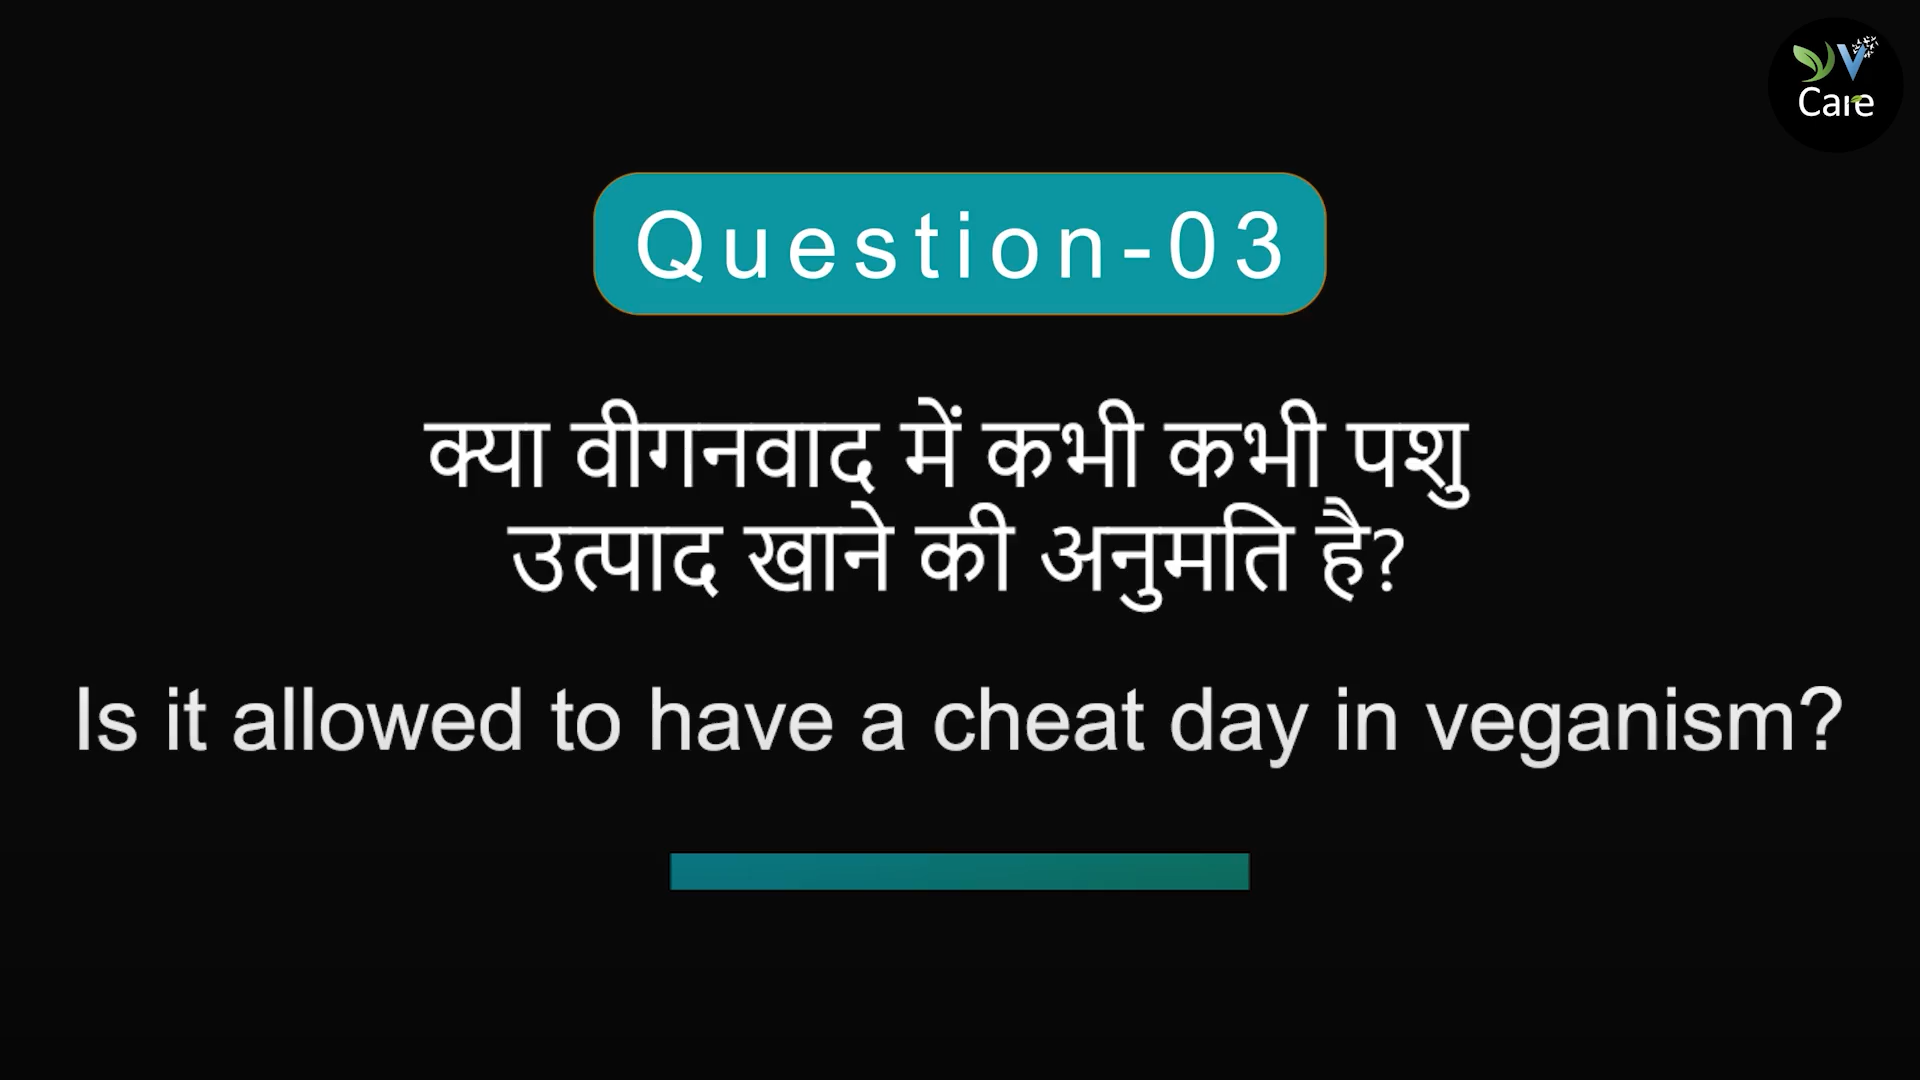 V
Care
Question-03
क्या वीगनवाद में कभी कभी पशु
उत्पाद खाने की अनुमति है?
Is it allowed to have a cheat day in veganism?